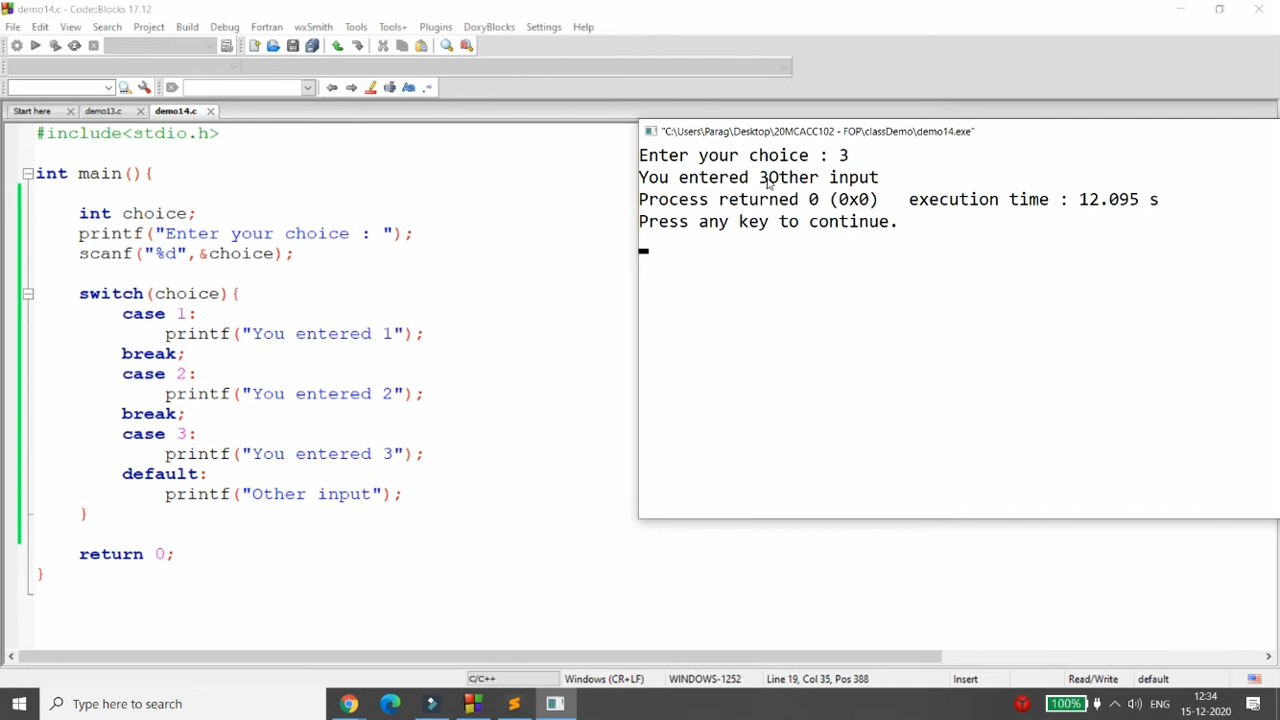 demo14.c - Code::Blocks 17.12
File Edit View Search Project Build Debug Fortran wxSmith Tools Tools+ Plugins DoxyBlocks Settings Help
Start here demo13.c demo14.c
#include<stdio.h>
int main(){
int choice;
printf("Enter your choice : ");
scanf("%d",&choice);
switch(choice){
case 1:
printf("You entered 1");
break;
case 2:
printf("You entered 2");
break;
case 3:
printf("You entered 3");
default:
printf("Other input");
}
return 0;
}
"C:\Users\Parag\Desktop\20MCACC102 - FOP\classDemo\demo14.exe"
Enter your choice : 3
You entered 3Other input
Process returned 0 (0x0)   execution time : 12.095 s
Press any key to continue.
C/C++ Windows (CR+LF) WINDOWS-1252 Line 19, Col 35, Pos 388 Insert Read/Write default
Type here to search 100% ENG 12:34
15-12-2020